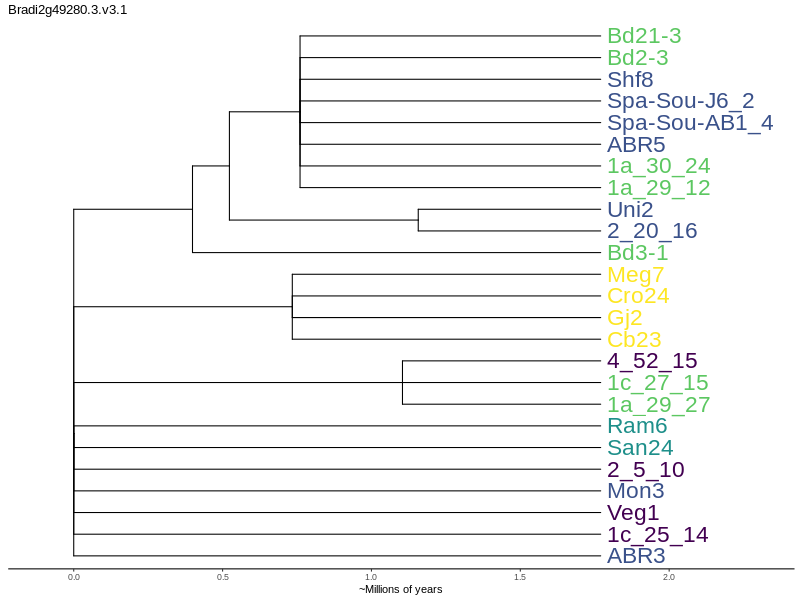 Bradi2g49280.3.v3.1
Bd21-3
Bd2-3
Shf8
Spa-Sou-J6_2
Spa-Sou-AB1_4
ABR5
1a_30_24
1a_29_12
Uni2
2_20_16
Bd3-1
Meg7
Cro24
Gj2
Cb23
4_52_15
1c_27_15
1a_29_27
Ram6
San24
2_5_10
Mon3
Veg1
1c_25_14
ABR3
0.0 0.5 1.0 1.5 2.0
~Millions of years